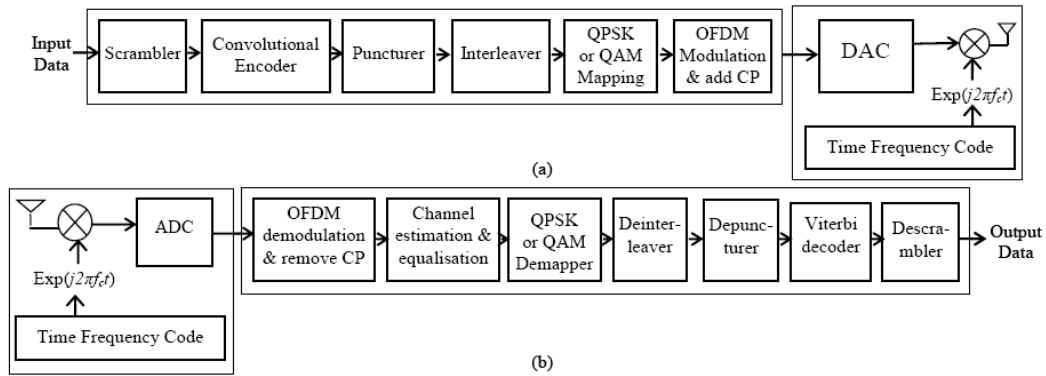 Input
Data
Scrambler
Convolutional
Encoder
Puncturer
Interleaver
QPSK
or QAM
Mapping
OFDM
Modulation
& add CP
DAC
Exp(j2πfct)
Time Frequency Code
(a)
ADC
Exp(j2πfct)
Time Frequency Code
OFDM
demodulation
& remove CP
Channel
estimation &
equalisation
QPSK
or QAM
Demapper
Deinter-
leaver
Depunc-
turer
Viterbi
decoder
Descra-
mbler
Output
Data
(b)